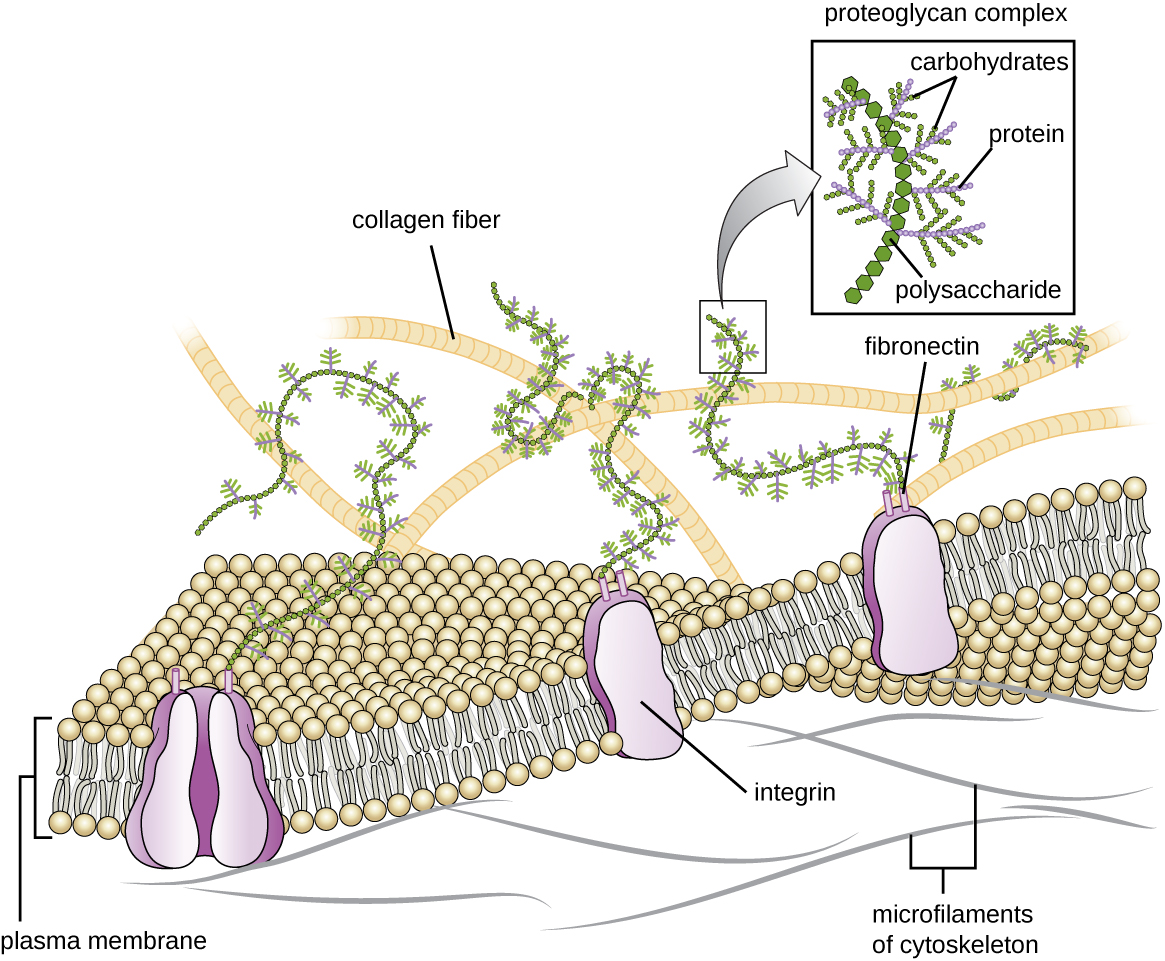 proteoglycan complex
carbohydrates
protein
polysaccharide
collagen fiber
fibronectin
integrin
microfilaments
of cytoskeleton
plasma membrane